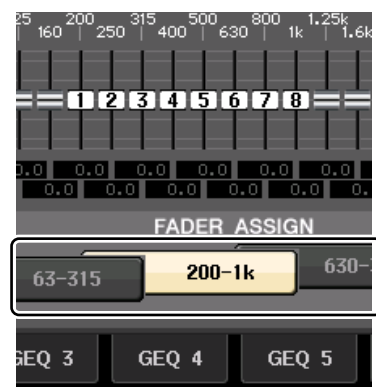 25 200 315 500 800 1.25k
160 250 400 630 1k 1.6k
1 2 3 4 5 6 7 8
0.0 0.0 0.0 0.0 0.0 0.0
0.0 0.0 0.0 0.0 0.0 0.
FADER ASSIGN
63-315 200-1k 630-
GEQ 3 GEQ 4 GEQ 5